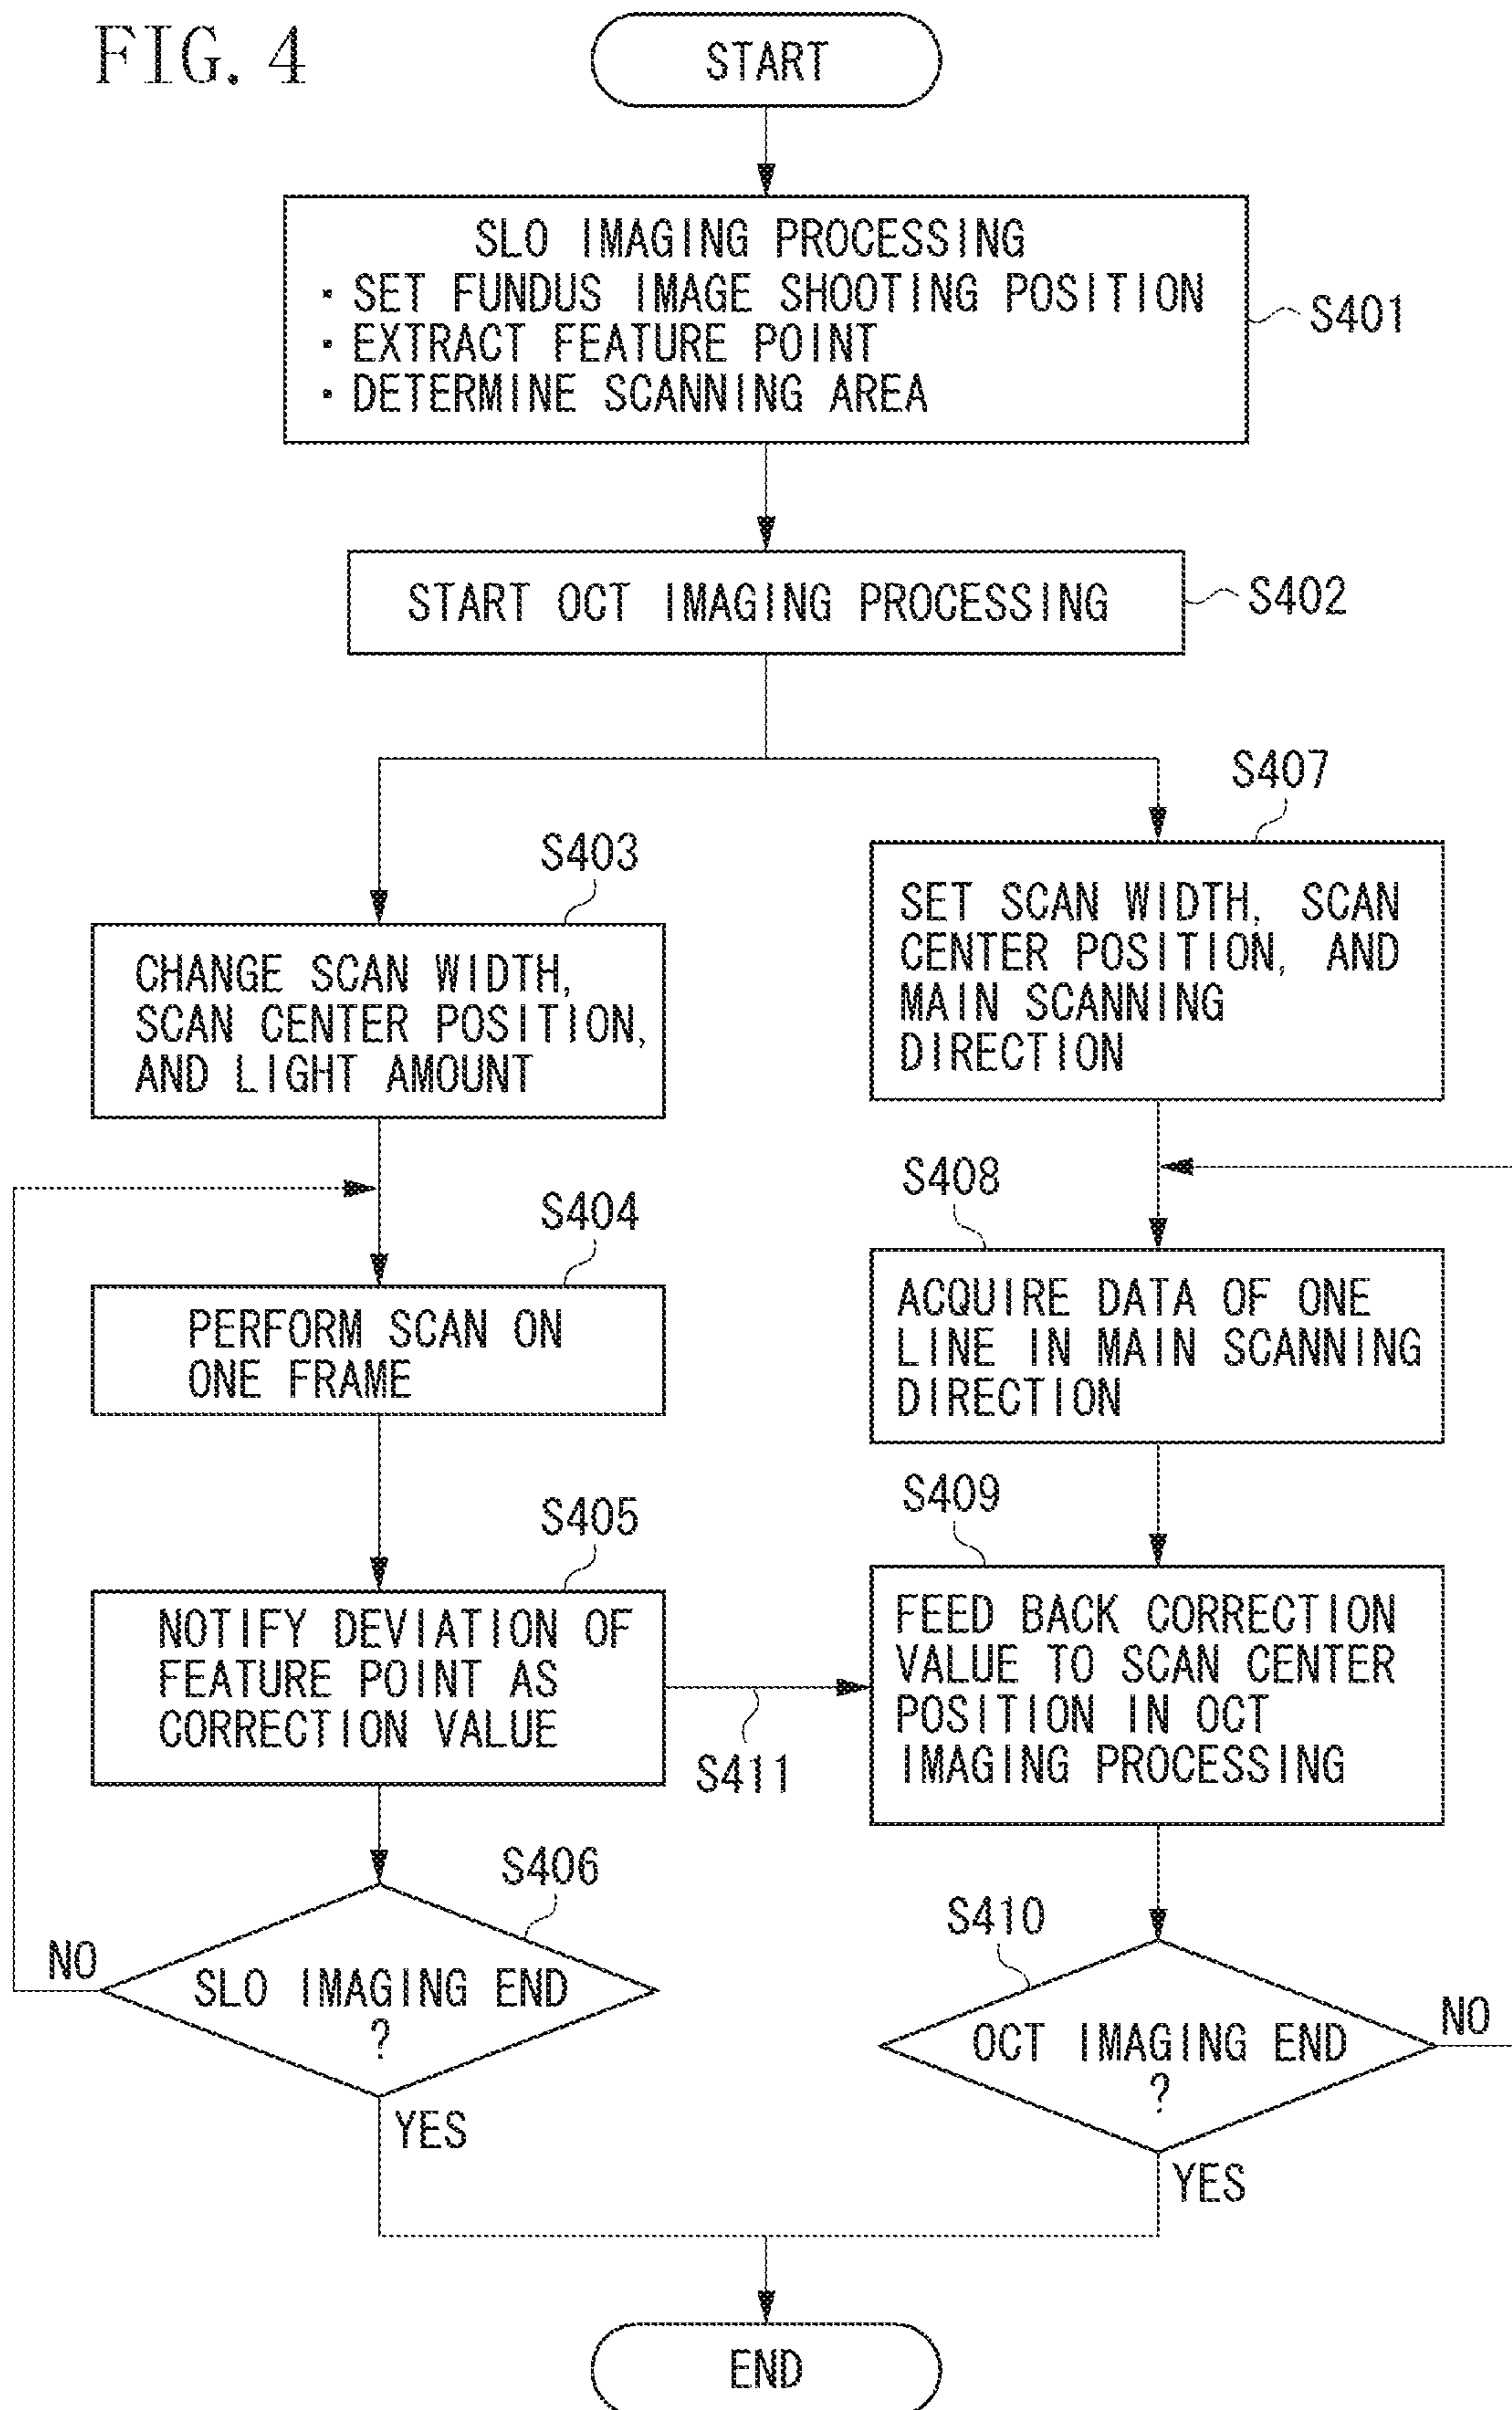 FIG. 4
START
SLO IMAGING PROCESSING
· SET FUNDUS IMAGE SHOOTING POSITION
· EXTRACT FEATURE POINT
· DETERMINE SCANNING AREA
S401
START OCT IMAGING PROCESSING
S402
S403
CHANGE SCAN WIDTH,
SCAN CENTER POSITION,
AND LIGHT AMOUNT
S404
PERFORM SCAN ON
ONE FRAME
S405
NOTIFY DEVIATION OF
FEATURE POINT AS
CORRECTION VALUE
S411
S406
SLO IMAGING END
?
NO
YES
S407
SET SCAN WIDTH, SCAN
CENTER POSITION, AND
MAIN SCANNING
DIRECTION
S408
ACQUIRE DATA OF ONE
LINE IN MAIN SCANNING
DIRECTION
S409
FEED BACK CORRECTION
VALUE TO SCAN CENTER
POSITION IN OCT
IMAGING PROCESSING
S410
OCT IMAGING END
?
NO
YES
END